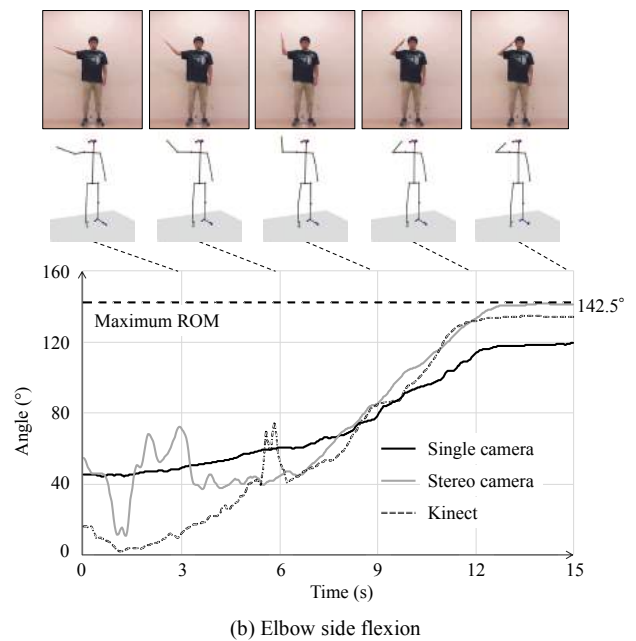 160
142.5°
Maximum ROM
120
80
Angle (°)
Single camera
Stereo camera
40
Kinect
0
0 3 6 9 12 15
Time (s)
(b) Elbow side flexion